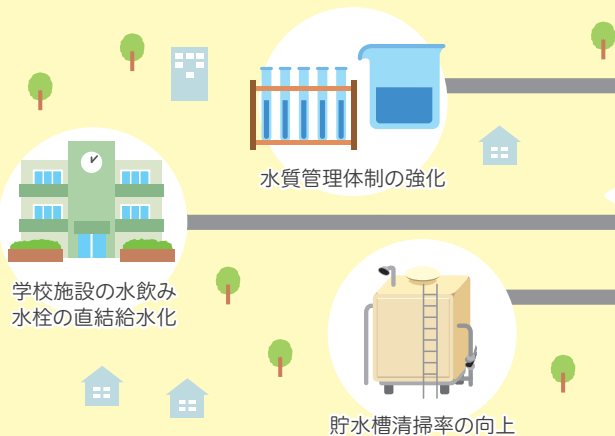 水質管理体制の強化
学校施設の水飲み
水栓の直結給水化
貯水槽清掃率の向上